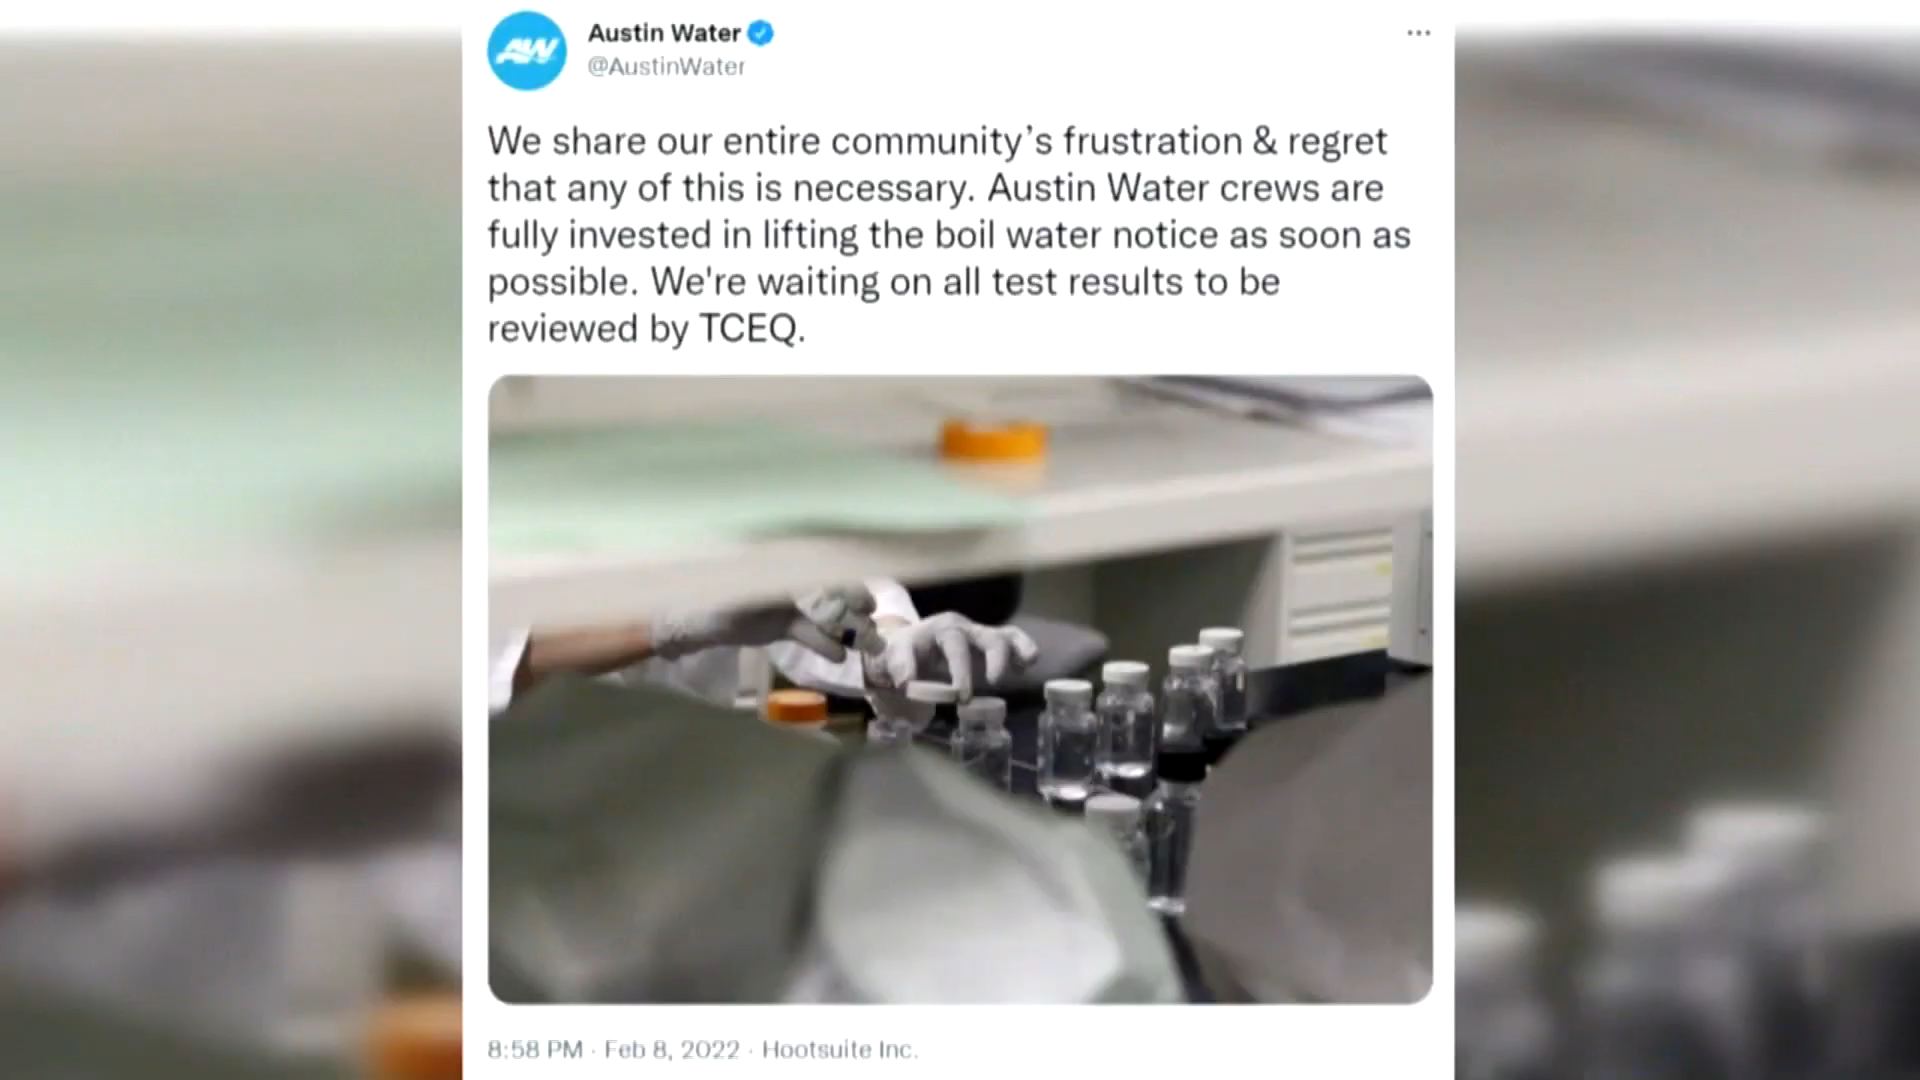 AW
Austin Water
@AustinWater
We share our entire community’s frustration & regret
that any of this is necessary. Austin Water crews are
fully invested in lifting the boil water notice as soon as
possible. We're waiting on all test results to be
reviewed by TCEQ.
8:58 PM · Feb 8, 2022 · Hootsuite Inc.